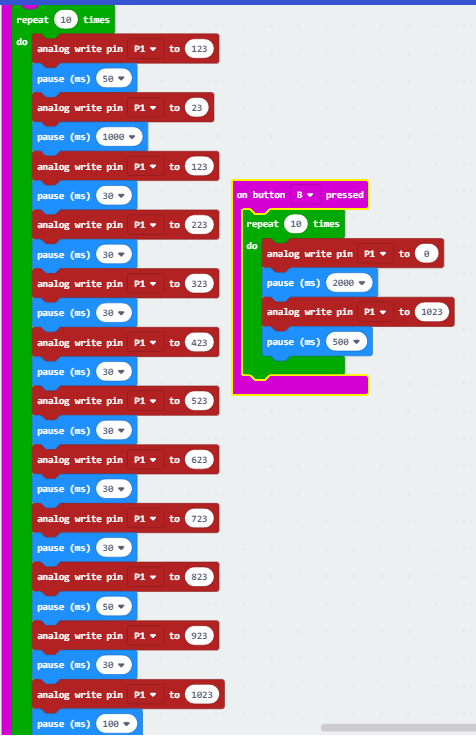 repeat 10 times
do
analog write pin P1 to 123
pause (ms) 50
analog write pin P1 to 23
pause (ms) 1000
analog write pin P1 to 123
pause (ms) 30
analog write pin P1 to 223
pause (ms) 30
analog write pin P1 to 323
pause (ms) 30
analog write pin P1 to 423
pause (ms) 30
analog write pin P1 to 523
pause (ms) 30
analog write pin P1 to 623
pause (ms) 30
analog write pin P1 to 723
pause (ms) 30
analog write pin P1 to 823
pause (ms) 50
analog write pin P1 to 923
pause (ms) 30
analog write pin P1 to 1023
pause (ms) 100
on button B pressed
repeat 10 times
do
analog write pin P1 to 0
pause (ms) 2000
analog write pin P1 to 1023
pause (ms) 500